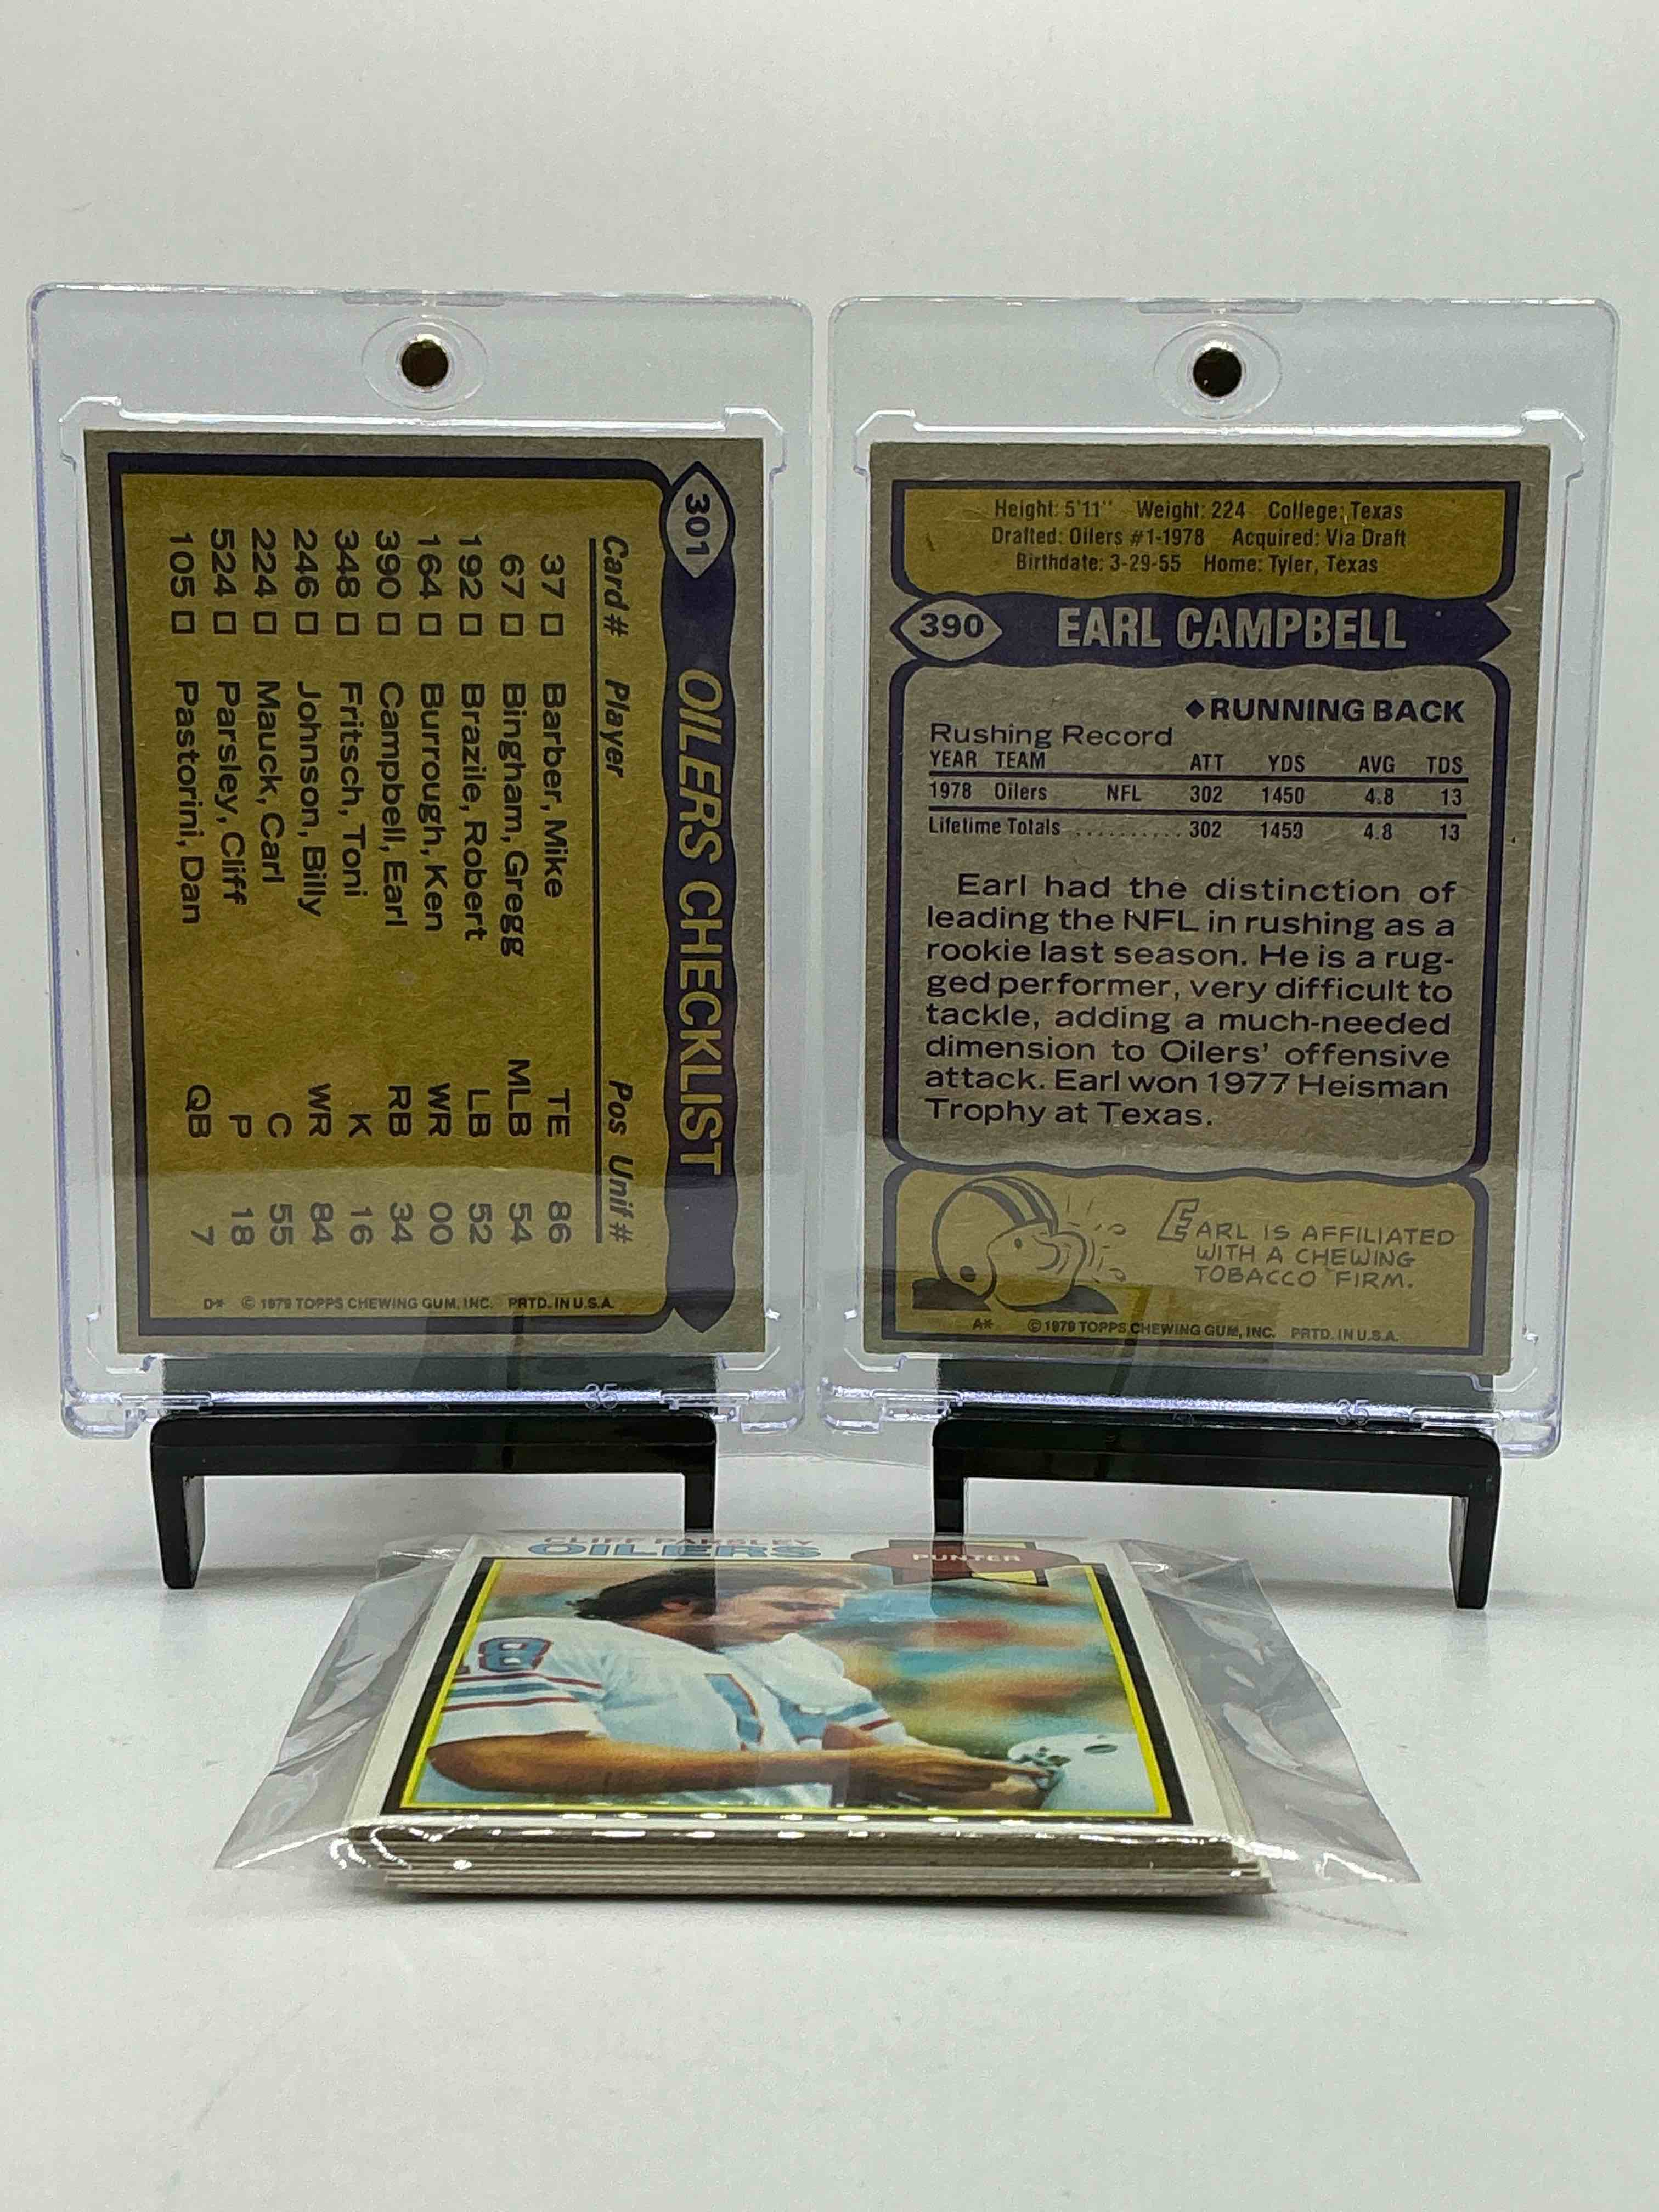 301
OILERS CHECKLIST
Card # Player Pos Unif #
37 □ Barber, Mike TE 86
67 □ Bingham, Gregg MLB 54
192 □ Brazile, Robert LB 52
164 □ Burrough, Ken WR 00
390 □ Campbell, Earl RB 34
348 □ Fritsch, Toni K 16
246 □ Johnson, Billy WR 84
224 □ Mauck, Carl C 55
524 □ Parsley, Cliff P 18
105 □ Pastorini, Dan QB 7
D* © 1979 TOPPS CHEWING GUM, INC. PRTD. IN U.S.A.
35
Height: 5'11" Weight: 224 College: Texas
Drafted: Oilers #1-1978 Acquired: Via Draft
Birthdate: 3-29-55 Home: Tyler, Texas
390 EARL CAMPBELL
◆RUNNING BACK
Rushing Record
YEAR TEAM ATT YDS AVG TDS
1978 Oilers NFL 302 1450 4.8 13
Lifetime Totals .......... 302 1450 4.8 13
Earl had the distinction of
leading the NFL in rushing as a
rookie last season. He is a rug-
ged performer, very difficult to
tackle, adding a much-needed
dimension to Oilers' offensive
attack. Earl won 1977 Heisman
Trophy at Texas.
EARL IS AFFILIATED
WITH A CHEWING
TOBACCO FIRM.
A* © 1979 TOPPS CHEWING GUM, INC. PRTD. IN U.S.A.
35
CLIFF PARSLEY
OILERS
PUNTER
18